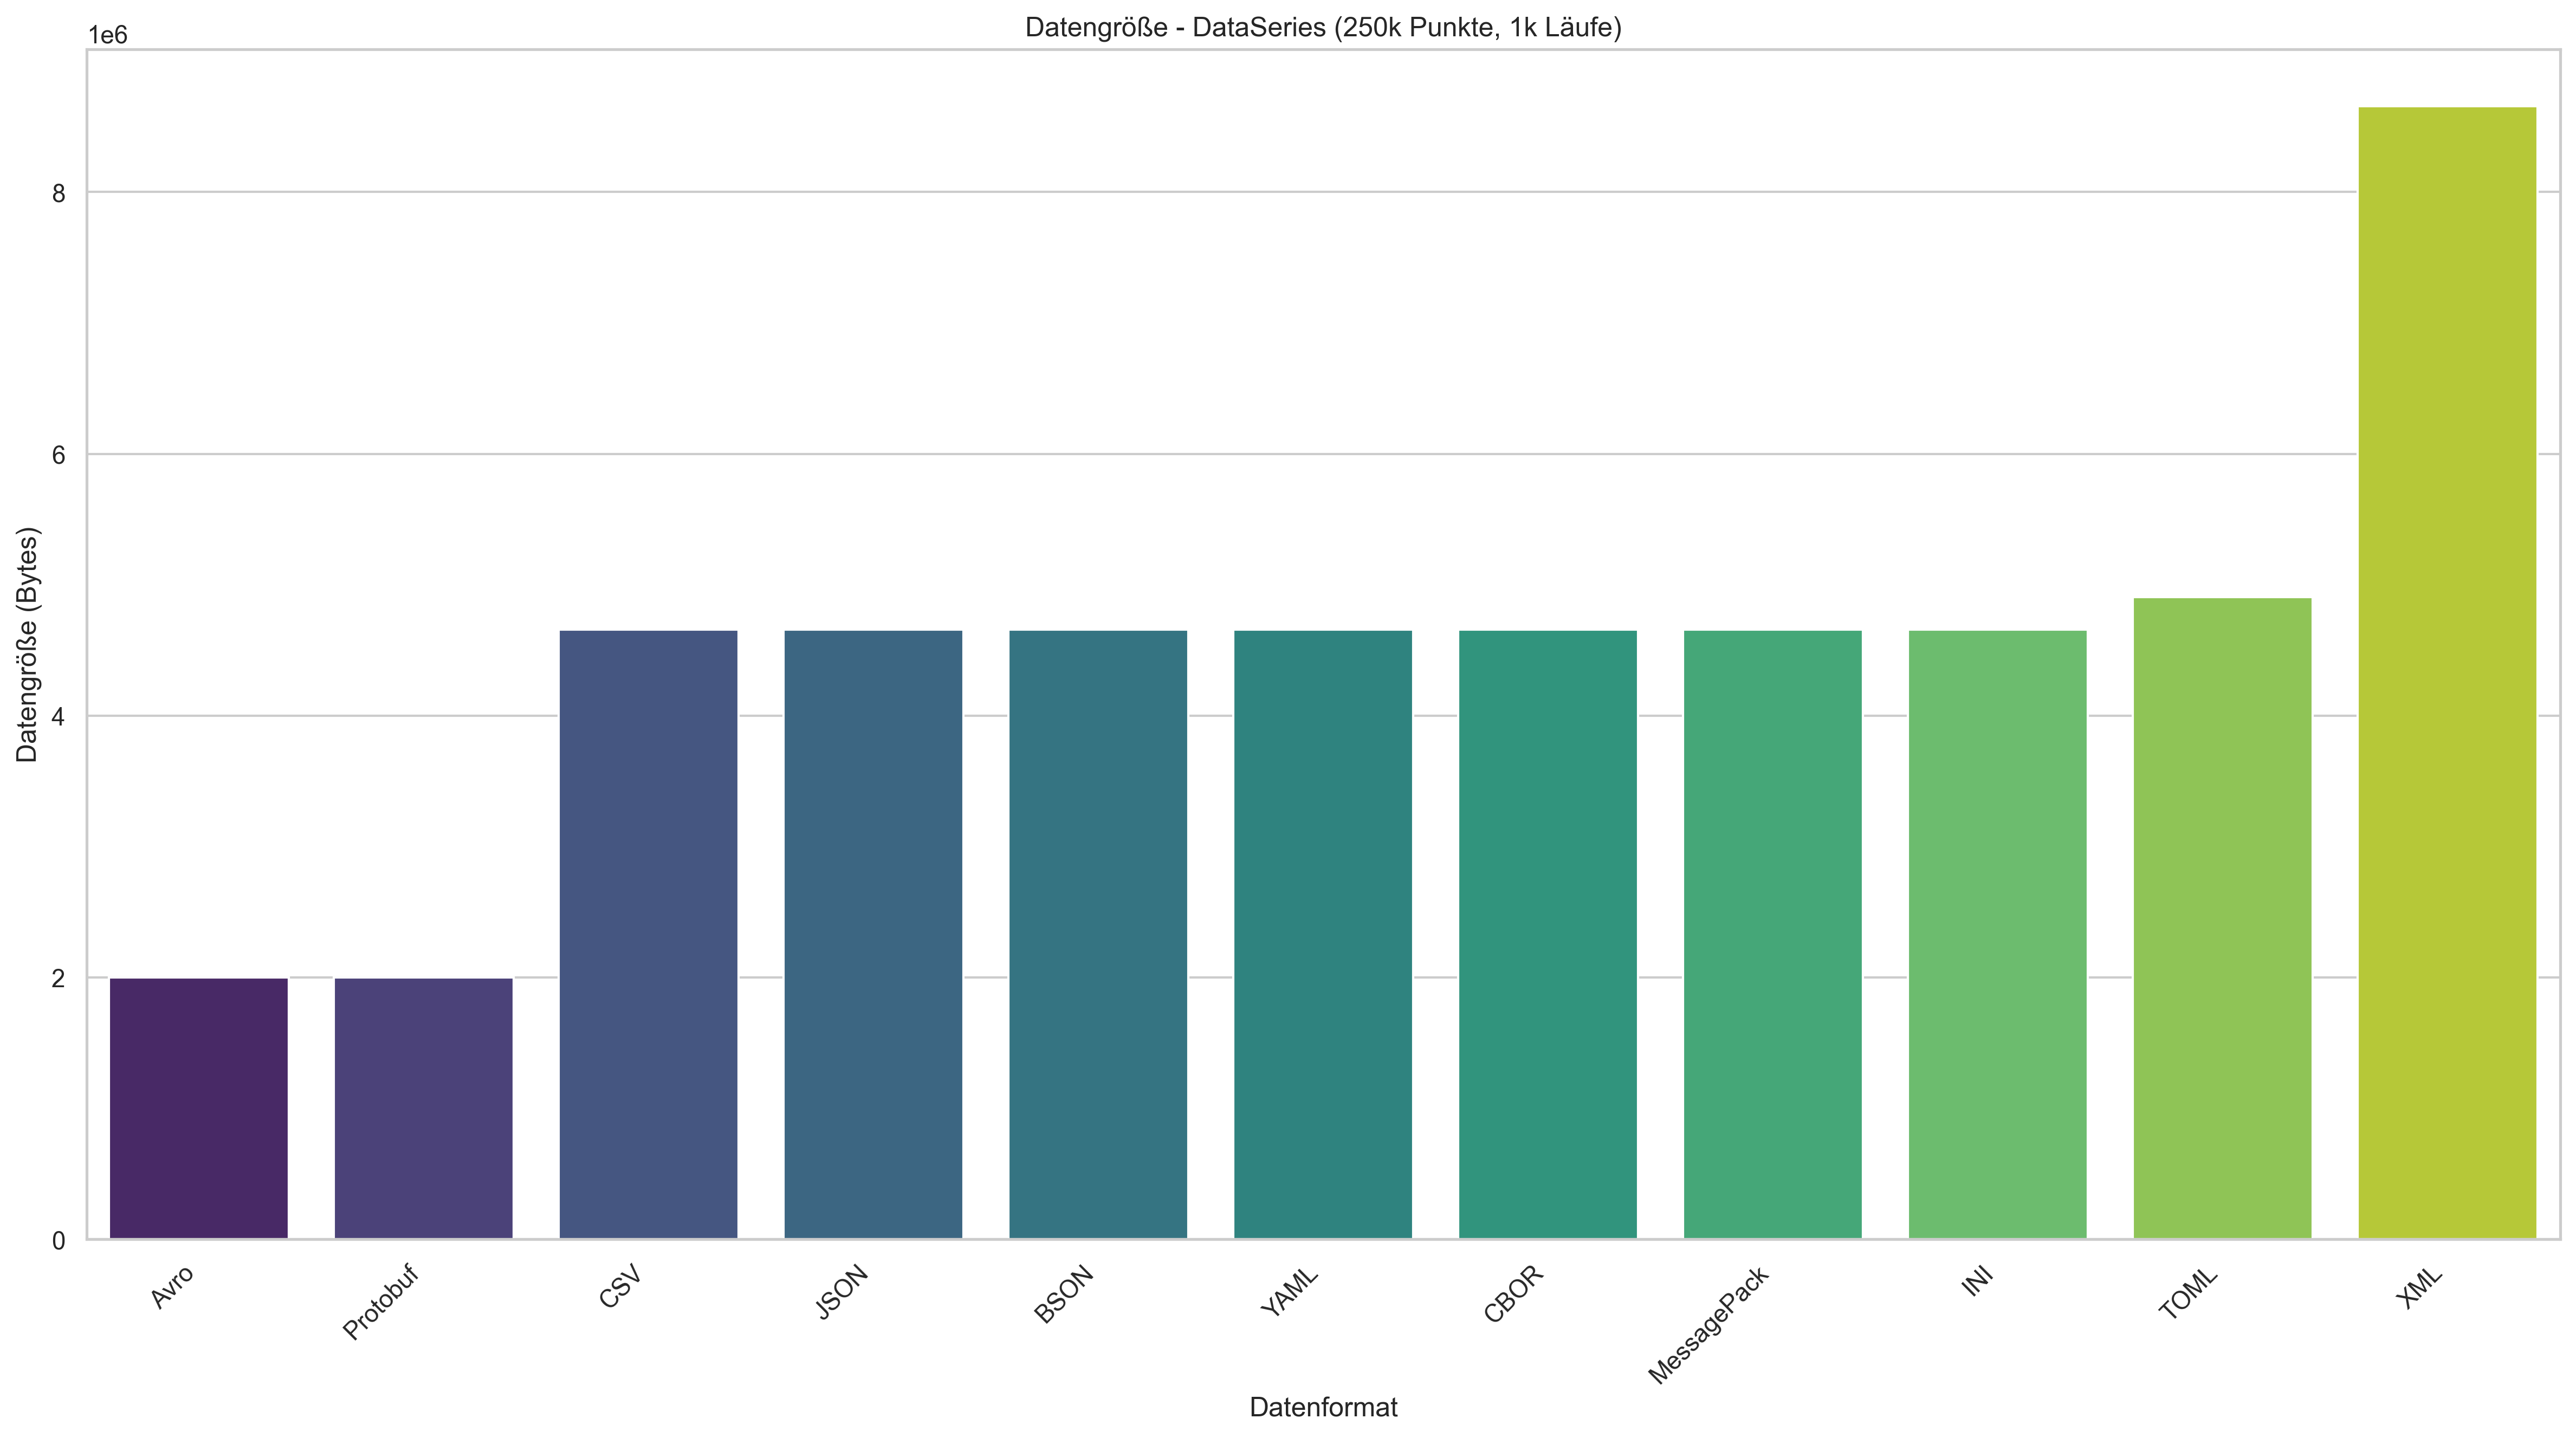 Datengröße - DataSeries (250k Punkte, 1k Läufe)
1e6
8
6
4
2
0
Datengröße (Bytes)
Avro
Protobuf
CSV
JSON
BSON
YAML
CBOR
MessagePack
INI
TOML
XML
Datenformat